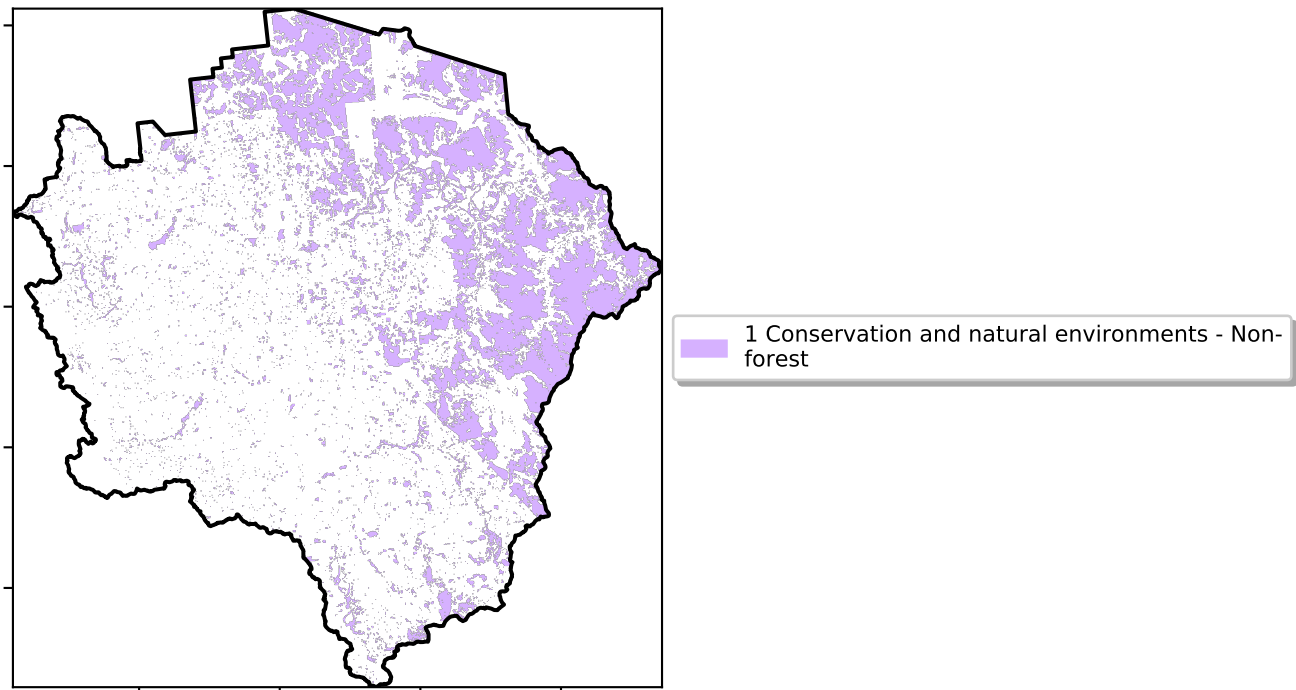 1 Conservation and natural environments - Non-
forest